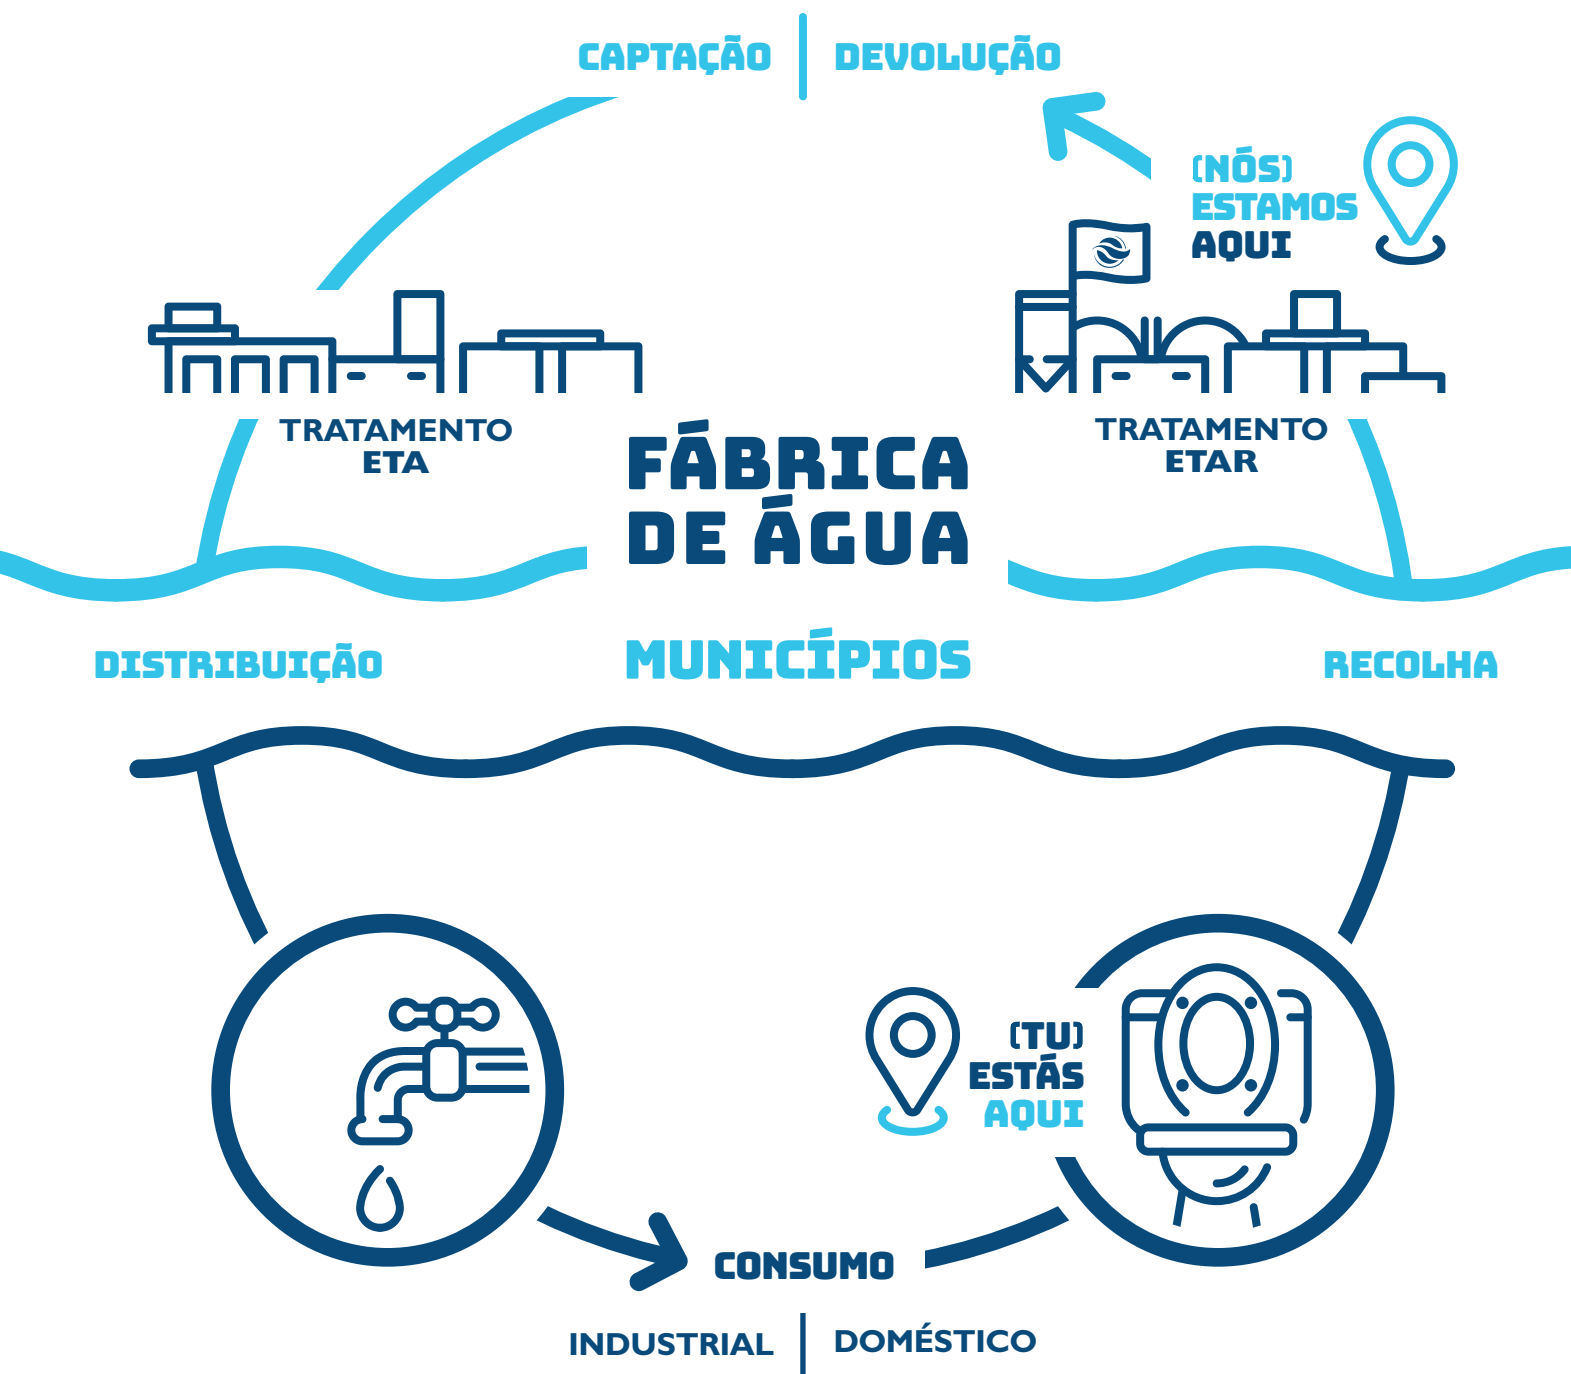 CAPTAÇÃO
DEVOLUÇÃO
(NÓS)
ESTAMOS
AQUI
TRATAMENTO
ETA
TRATAMENTO
ETAR
FÁBRICA
DE ÁGUA
DISTRIBUIÇÃO
MUNICÍPIOS
RECOLHA
(TU)
ESTÁS
AQUI
CONSUMO
INDUSTRIAL
DOMÉSTICO